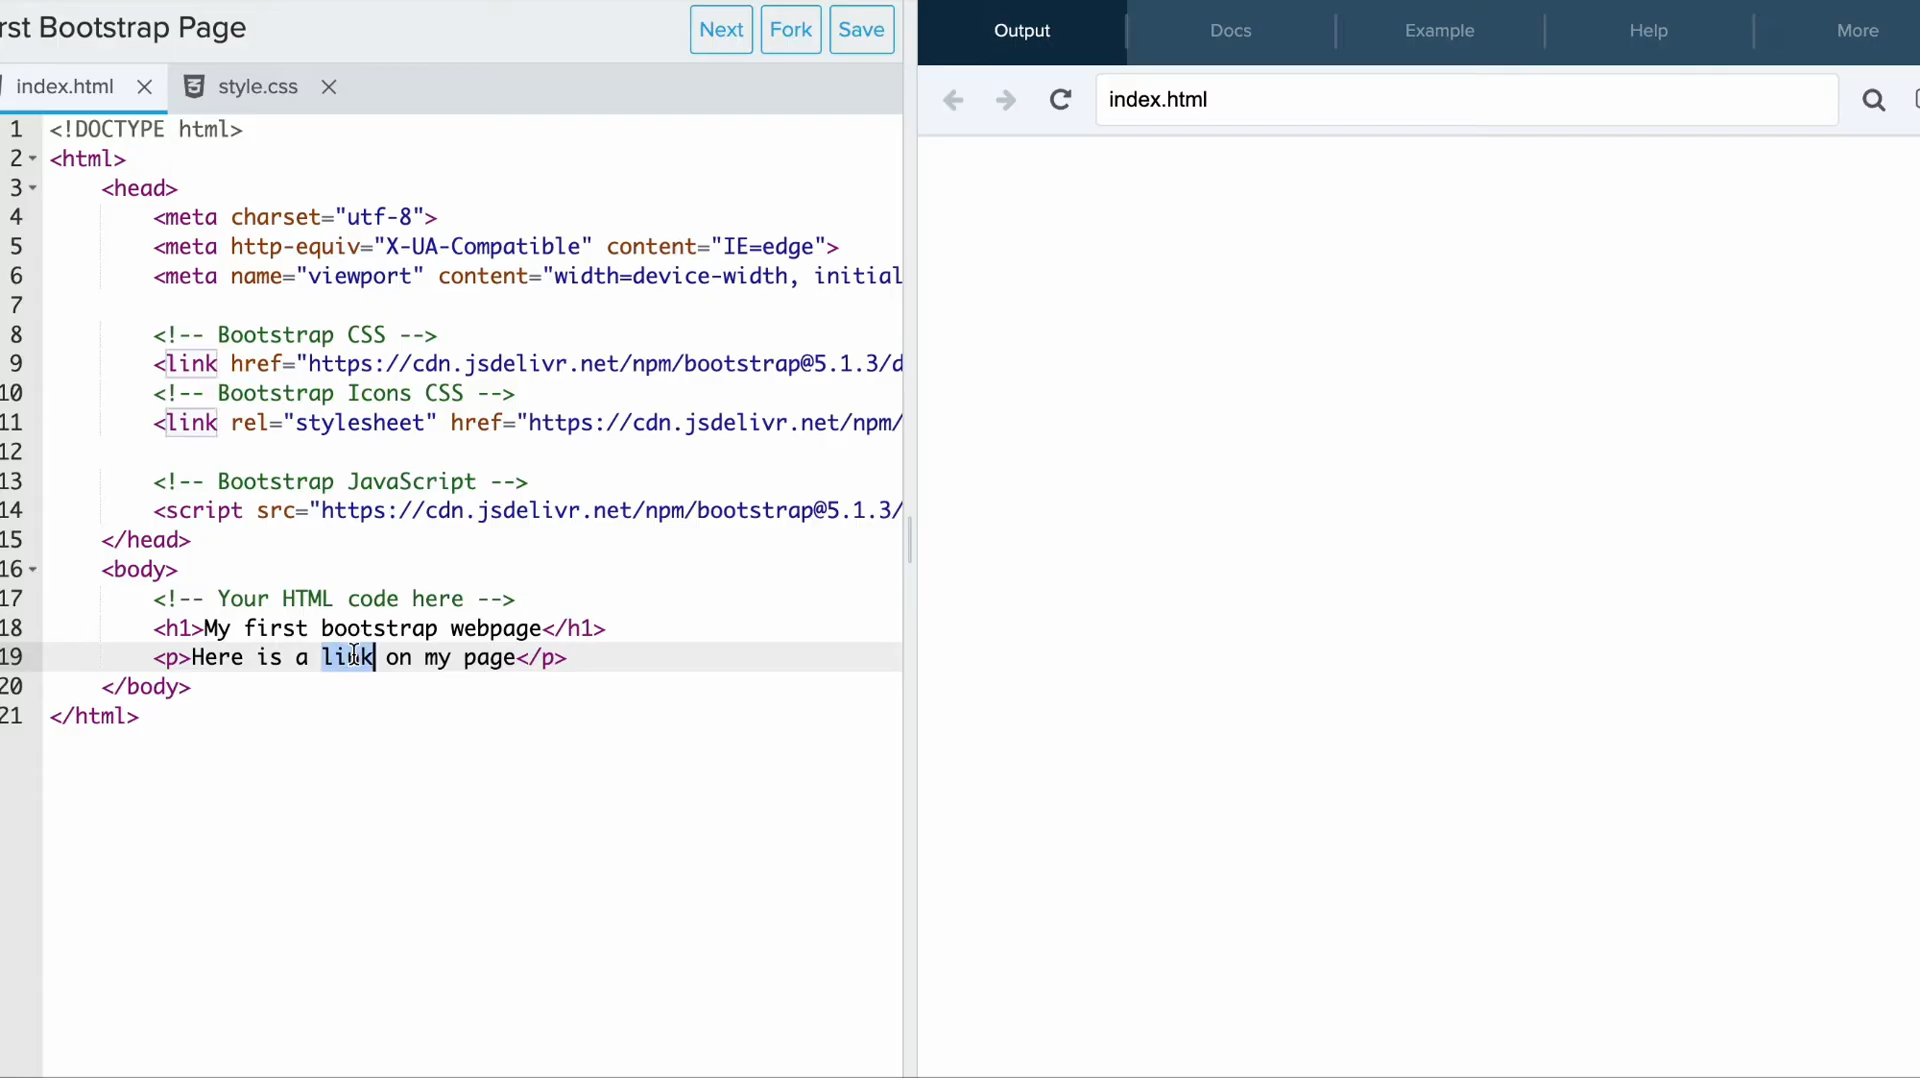 rst Bootstrap Page
Next Fork Save
Output Docs Example Help More
index.html style.css
index.html
1 <!DOCTYPE html>
2 <html>
3 <head>
4 <meta charset="utf-8">
5 <meta http-equiv="X-UA-Compatible" content="IE=edge">
6 <meta name="viewport" content="width=device-width, initial
7
8 <!-- Bootstrap CSS -->
9 <link href="https://cdn.jsdelivr.net/npm/bootstrap@5.1.3/d
10 <!-- Bootstrap Icons CSS -->
11 <link rel="stylesheet" href="https://cdn.jsdelivr.net/npm/
12
13 <!-- Bootstrap JavaScript -->
14 <script src="https://cdn.jsdelivr.net/npm/bootstrap@5.1.3/
15 </head>
16 <body>
17 <!-- Your HTML code here -->
18 <h1>My first bootstrap webpage</h1>
19 <p>Here is a link on my page</p>
20 </body>
21 </html>